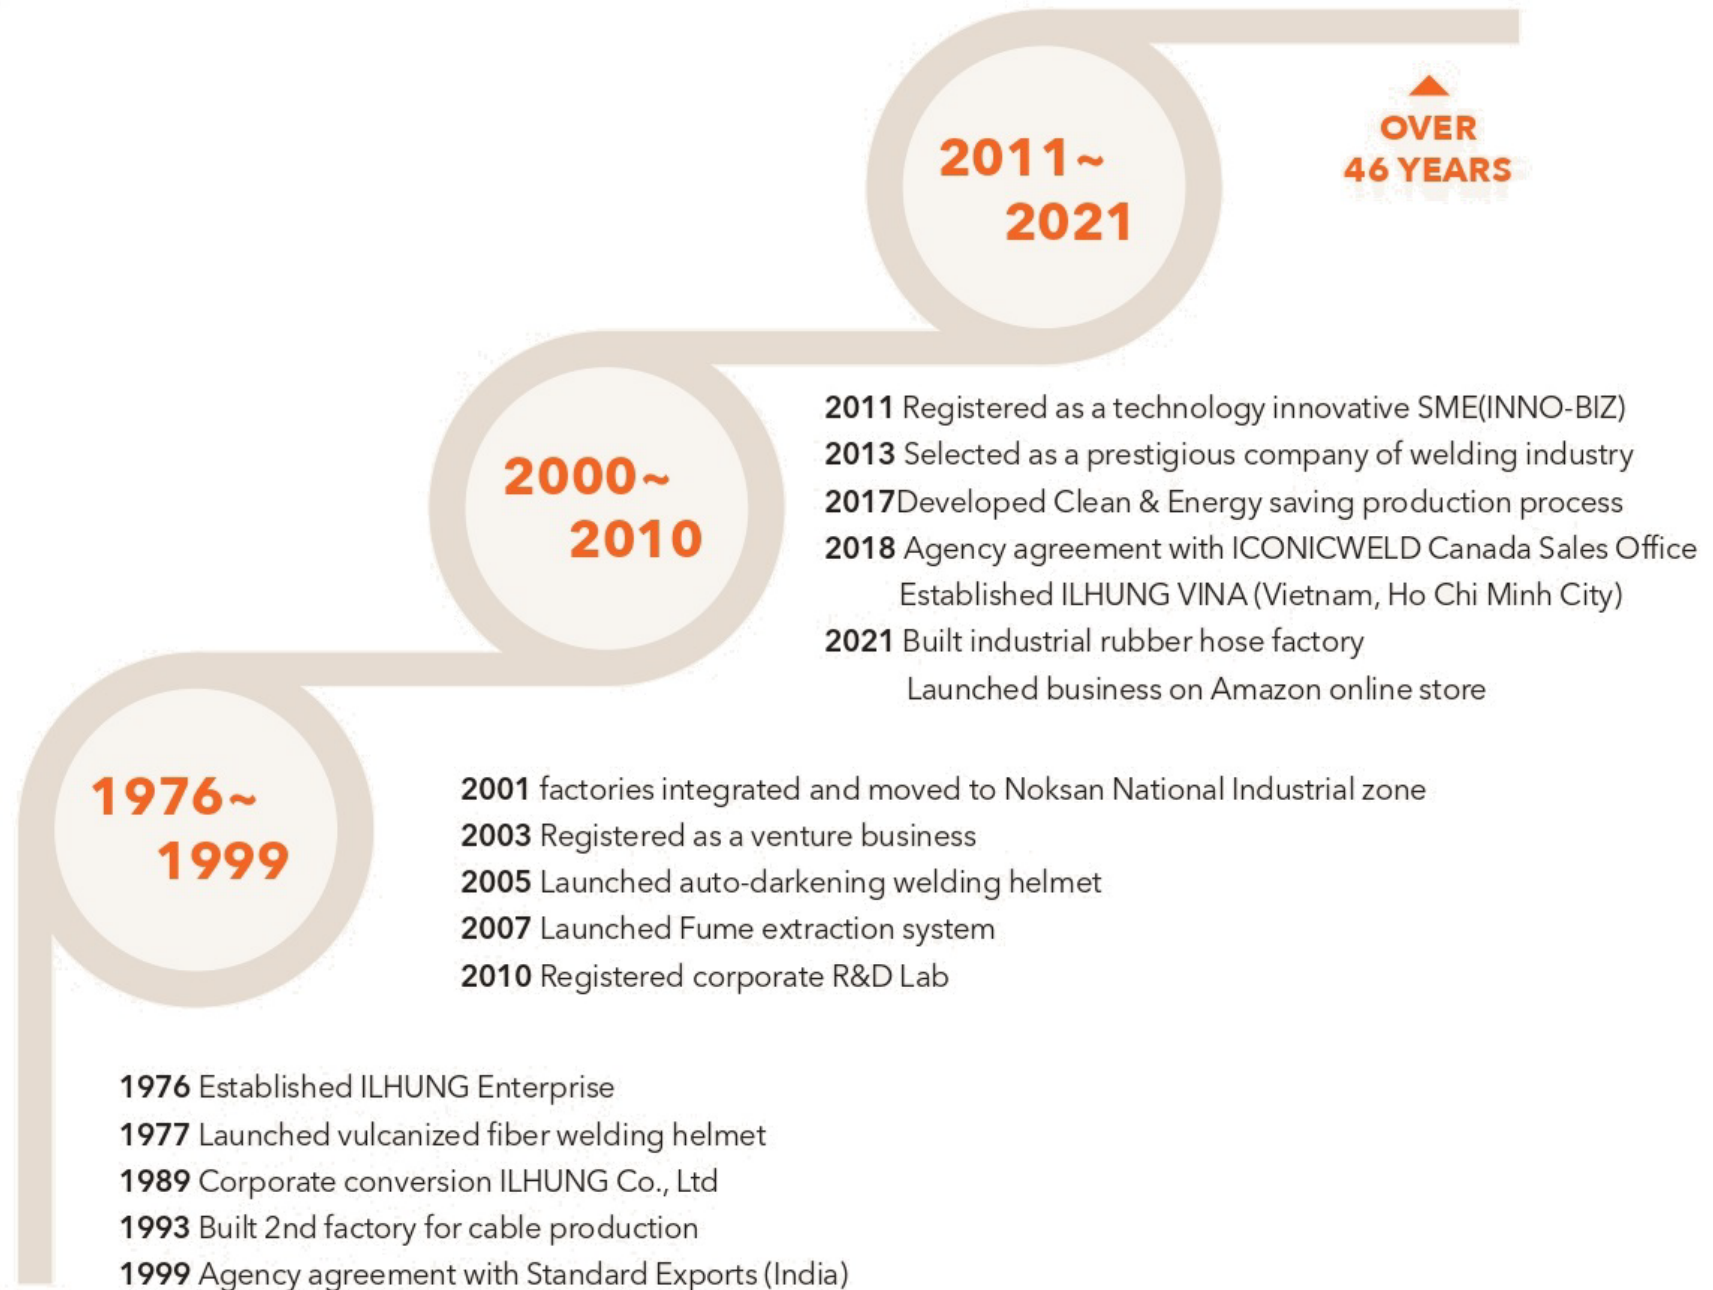 2011~
2021
OVER
46 YEARS
2000~
2010
2011 Registered as a technology innovative SME(INNO-BIZ)
2013 Selected as a prestigious company of welding industry
2017Developed Clean & Energy saving production process
2018 Agency agreement with ICONICWELD Canada Sales Office
Established ILHUNG VINA (Vietnam, Ho Chi Minh City)
2021 Built industrial rubber hose factory
Launched business on Amazon online store
1976~
1999
2001 factories integrated and moved to Noksan National Industrial zone
2003 Registered as a venture business
2005 Launched auto-darkening welding helmet
2007 Launched Fume extraction system
2010 Registered corporate R&D Lab
1976 Established ILHUNG Enterprise
1977 Launched vulcanized fiber welding helmet
1989 Corporate conversion ILHUNG Co., Ltd
1993 Built 2nd factory for cable production
1999 Agency agreement with Standard Exports (India)